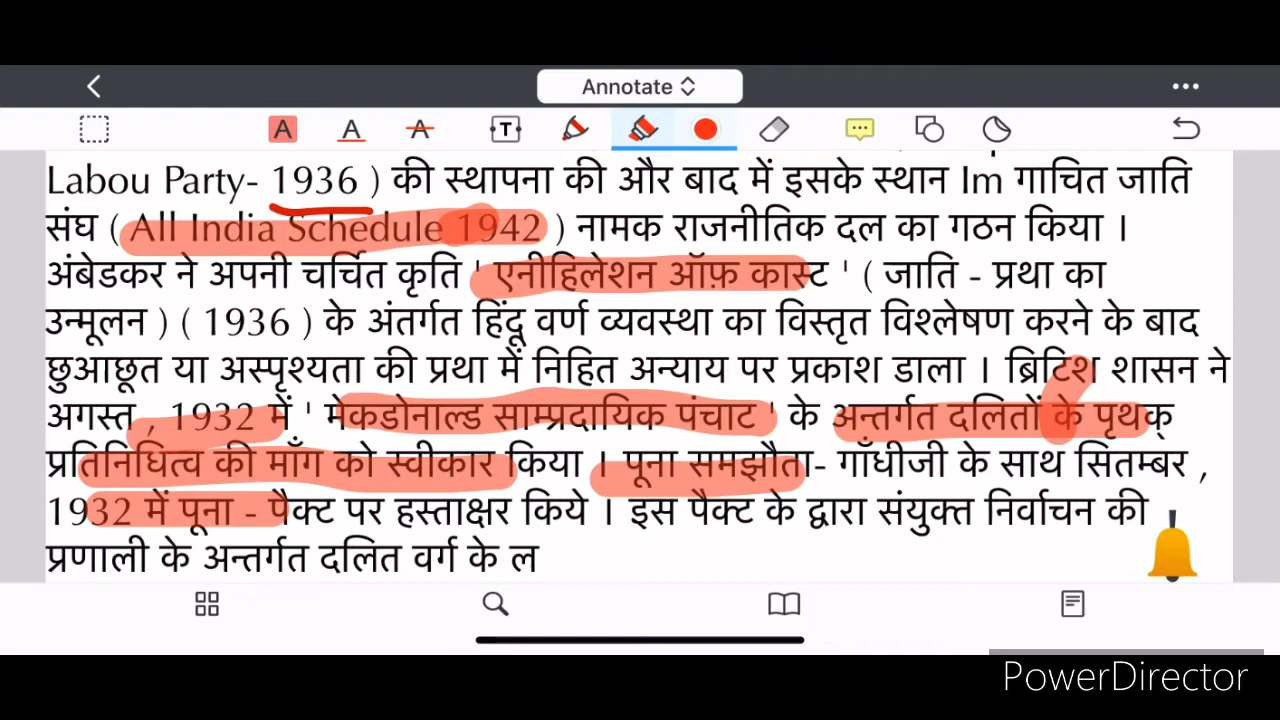 Annotate
A A A T
Labou Party- 1936 ) की स्थापना की और बाद में इसके स्थान Im गाचित जाति
संघ ( All India Schedule 1942 ) नामक राजनीतिक दल का गठन किया ।
अंबेडकर ने अपनी चर्चित कृति ' एनीहिलेशन ऑफ़ कास्ट ' ( जाति - प्रथा का
उन्मूलन ) ( 1936 ) के अंतर्गत हिंदू वर्ण व्यवस्था का विस्तृत विश्लेषण करने के बाद
छुआछूत या अस्पृश्यता की प्रथा में निहित अन्याय पर प्रकाश डाला । ब्रिटिश शासन ने
अगस्त , 1932 में ' मेकडोनाल्ड साम्प्रदायिक पंचाट ' के अन्तर्गत दलितों के पृथक्
प्रतिनिधित्व की माँग को स्वीकार किया । पूना समझौता- गाँधीजी के साथ सितम्बर ,
1932 में पूना - पैक्ट पर हस्ताक्षर किये । इस पैक्ट के द्वारा संयुक्त निर्वाचन की
प्रणाली के अन्तर्गत दलित वर्ग के ल
PowerDirector